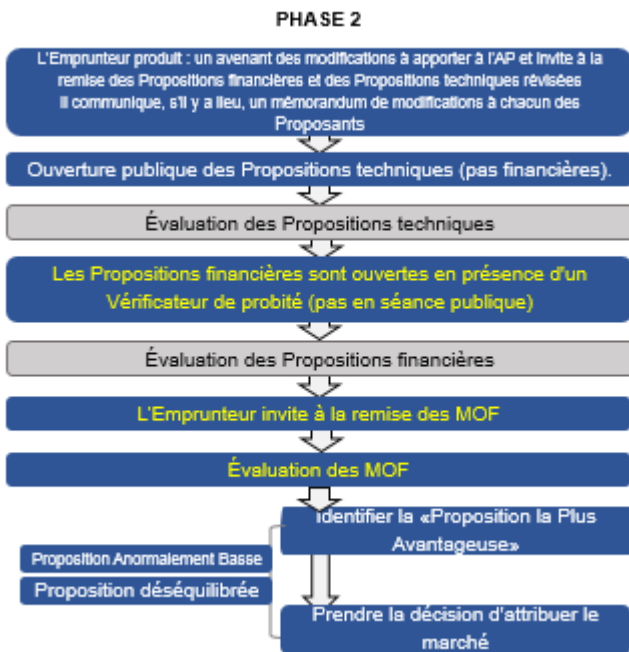 PHASE 2
L'Emprunteur produit : un avenant des modifications à apporter à l'AP et invite à la
remise des Propositions financières et des Propositions techniques révisées
Il communique, s'il y a lieu, un mémorandum de modifications à chacun des
Proposants
Ouverture publique des Propositions techniques (pas financières).
Évaluation des Propositions techniques
Les Propositions financières sont ouvertes en présence d'un
Vérificateur de probité (pas en séance publique)
Évaluation des Propositions financières
L'Emprunteur invite à la remise des MOF
Évaluation des MOF
Identifier la «Proposition la Plus
Avantageuse»
Proposition Anormalement Basse
Proposition déséquilibrée
Prendre la décision d'attribuer le
marché